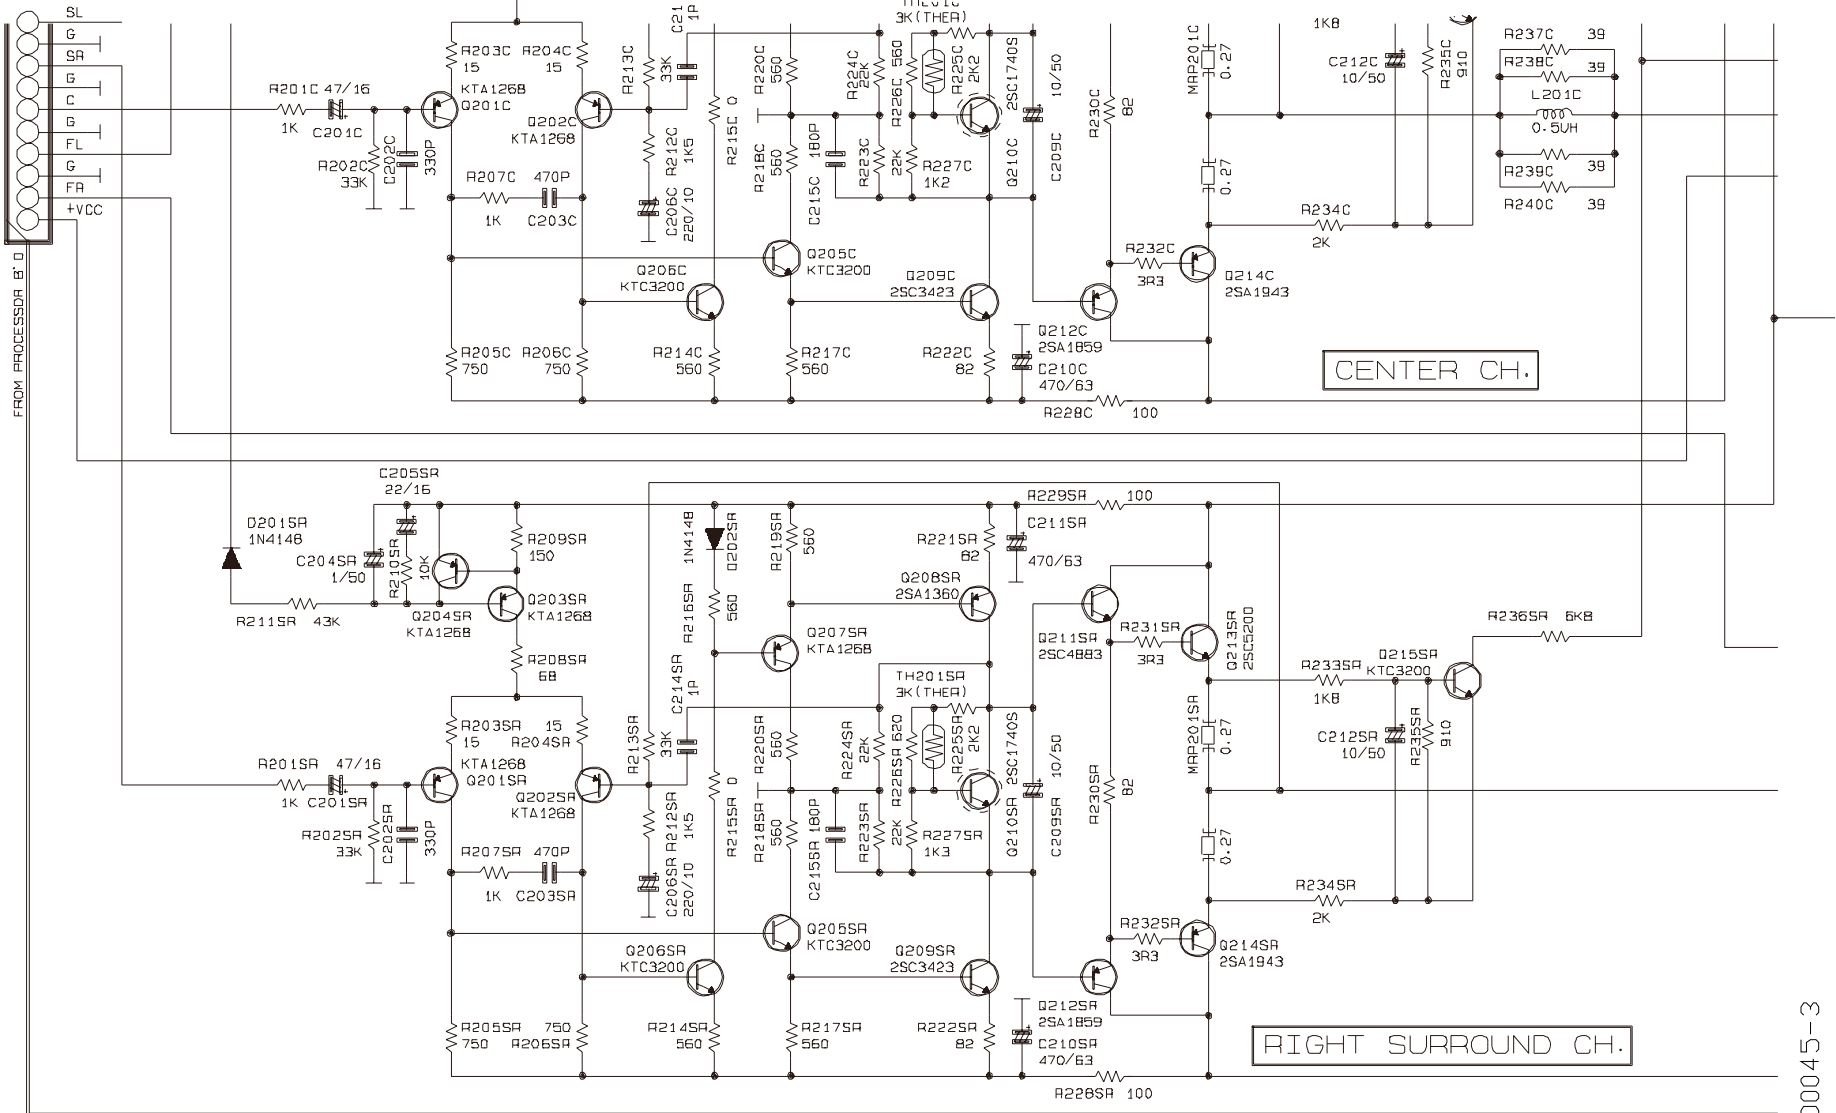 SL
G
SR
G
C
G
FL
G
FR
+VCC
FROM PROCESSOR B'D
R203C
15
R204C
15
KTA1268
Q201C
R201C
47/16
1K
C201C
R202C
33K
C202C
330P
Q202C
KTA1268
R207C
470P
1K
C203C
R213C
33K
C21
1P
R212C
1K5
C206C
220/10
R215C
0
R220C
560
R218C
560
C215C
180P
3K(THER)
R224C
22K
R223C
22K
R226C
560
R225C
2K2
R227C
1K2
Q210C
2SC1740S
C209C
10/50
R230C
82
MRP201C
0.27
0.27
1K8
C212C
10/50
R235C
910
R237C
39
R238C
39
L201C
0.5UH
R239C
39
R240C
39
R234C
2K
Q206C
KTC3200
Q205C
KTC3200
Q209C
2SC3423
R232C
3R3
Q214C
2SA1943
R205C
750
R206C
750
R214C
560
R217C
560
R222C
82
Q212C
2SA1859
C210C
470/63
R228C
100
CENTER CH.
C205SR
22/16
D201SR
1N4148
C204SR
1/50
R210SR
10K
R209SR
150
Q203SR
KTA1268
Q204SR
KTA1268
R211SR
43K
R208SR
68
1N4148
D202SR
R219SR
560
R216SR
560
R221SR
82
Q208SR
2SA1360
Q207SR
KTA1268
R229SR
100
C211SR
470/63
Q211SR
2SC4883
R231SR
3R3
Q213SR
2SC5200
R236SR
6K8
Q215SR
KTC3200
R233SR
1K8
C212SR
10/50
R235SR
910
TH201SR
3K(THER)
C214SR
1P
R203SR
15
15
R204SR
KTA1268
Q201SR
Q202SR
KTA1268
R201SR
47/16
1K
C201SR
R202SR
33K
C202SR
330P
R207SR
470P
1K
C203SR
R213SR
33K
R212SR
1K5
C206SR
220/10
R215SR
0
R220SR
560
R218SR
560
C215SR
180P
R224SR
22K
R223SR
22K
R226SR
620
R225SR
2K2
R227SR
1K3
Q210SR
2SC1740S
C209SR
10/50
R230SR
82
MRP201SR
0.27
0.27
R234SR
2K
Q206SR
KTC3200
Q205SR
KTC3200
Q209SR
2SC3423
R232SR
3R3
Q214SR
2SA1943
R205SR
750
750
R206SR
R214SR
560
R217SR
560
R222SR
82
Q212SR
2SA1859
C210SR
470/63
R228SR
100
RIGHT SURROUND CH.
0045-3